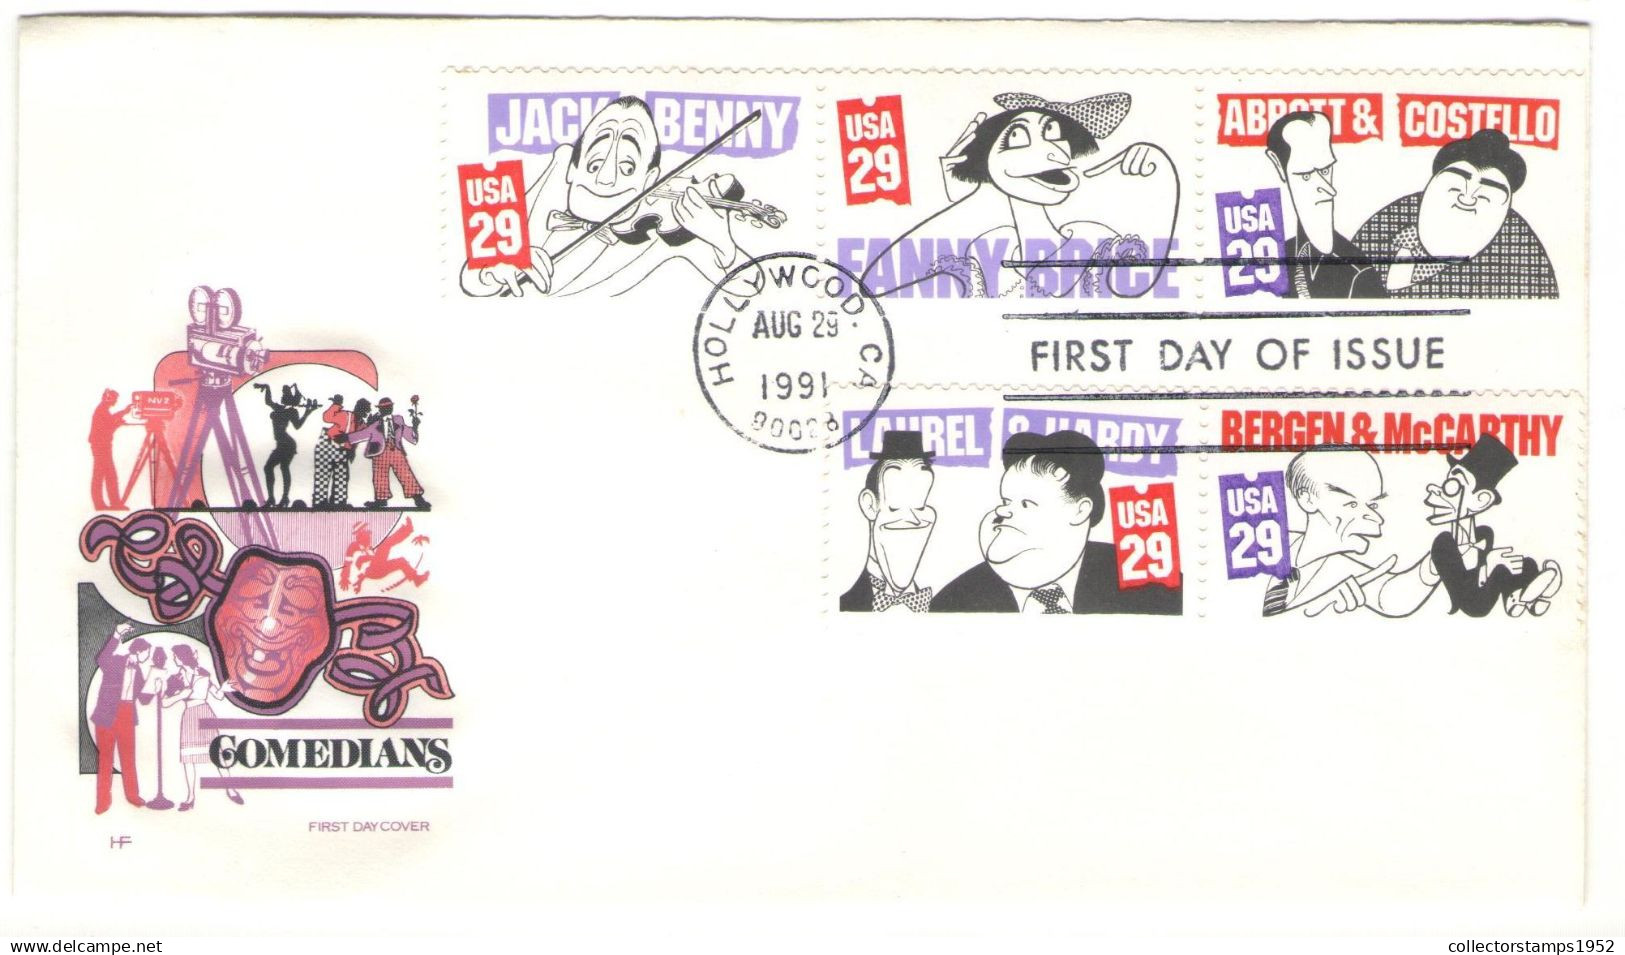 JACK BENNY
USA
29
USA
29
FANNY BRICE
ABBOTT & COSTELLO
USA
29
HOLLYWOOD. CA
AUG 29
1991
90028
FIRST DAY OF ISSUE
LAUREL & HARDY
USA
29
BERGEN & McCARTHY
USA
29
NV2
COMEDIANS
FIRST DAY COVER
HF
www.delcampe.net
collectorstamps1952